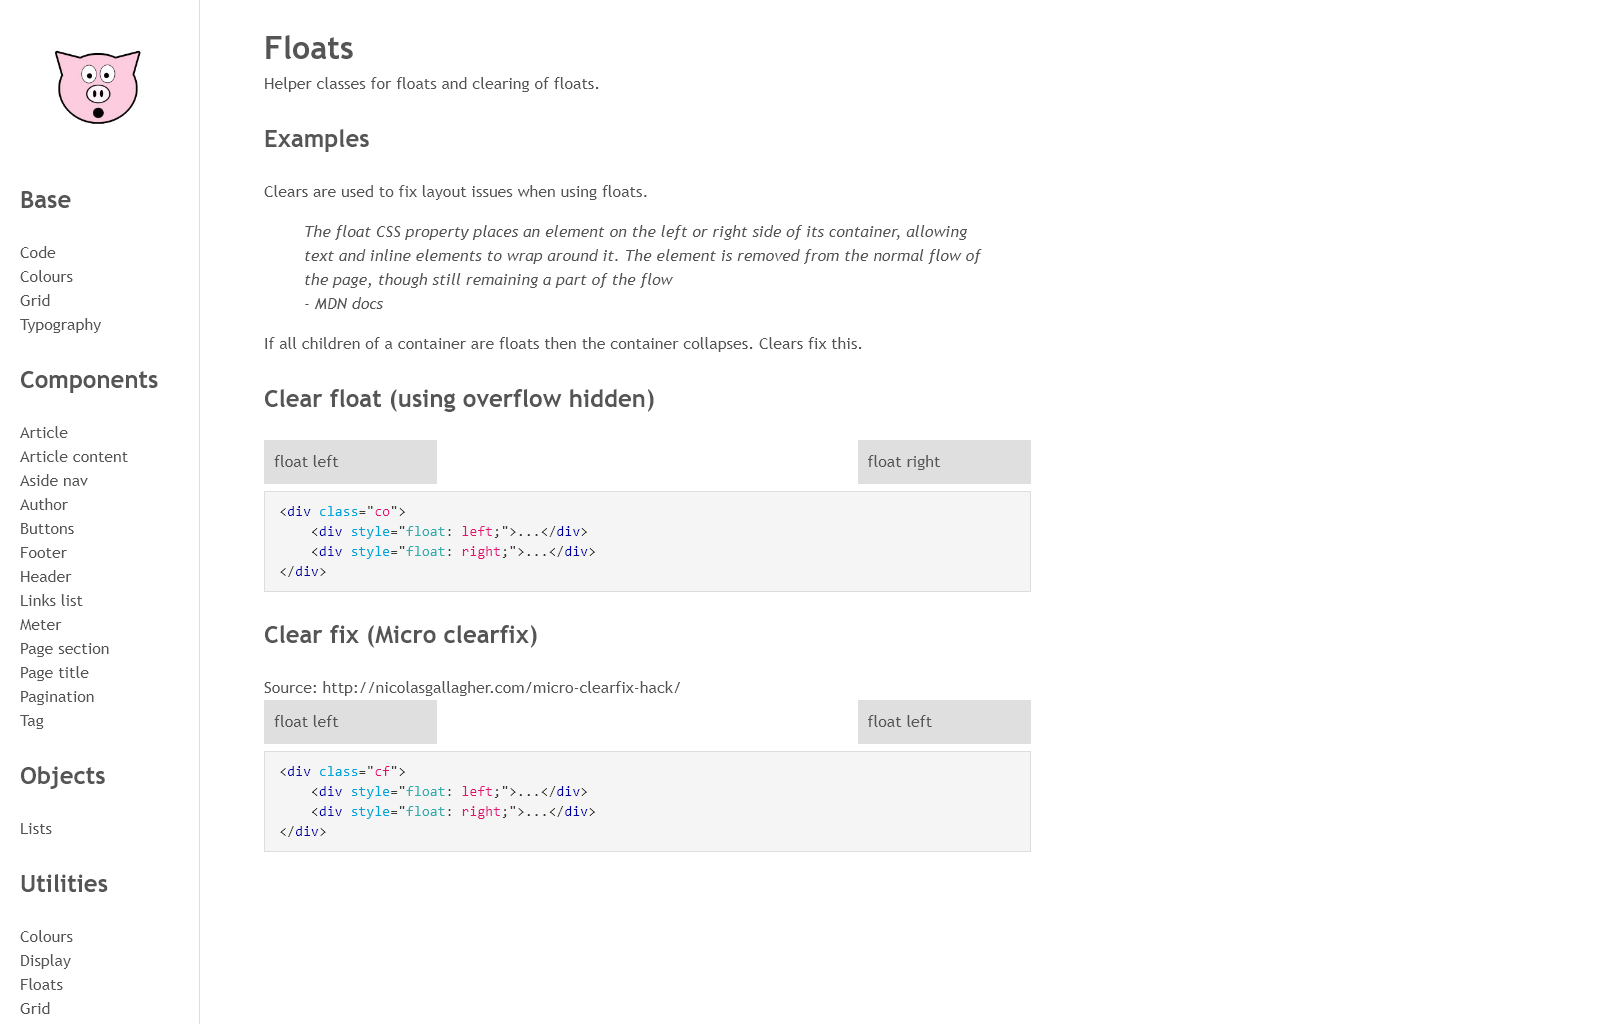 Base
Code
Colours
Grid
Typography
Components
Article
Article content
Aside nav
Author
Buttons
Footer
Header
Links list
Meter
Page section
Page title
Pagination
Tag
Objects
Lists
Utilities
Colours
Display
Floats
Grid
Floats
Helper classes for floats and clearing of floats.
Examples
Clears are used to fix layout issues when using floats.
The float CSS property places an element on the left or right side of its container, allowing
text and inline elements to wrap around it. The element is removed from the normal flow of
the page, though still remaining a part of the flow
- MDN docs
If all children of a container are floats then the container collapses. Clears fix this.
Clear float (using overflow hidden)
float left
float right
<div class="co">
    <div style="float: left;">...</div>
    <div style="float: right;">...</div>
</div>
Clear fix (Micro clearfix)
Source: http://nicolasgallagher.com/micro-clearfix-hack/
float left
float left
<div class="cf">
    <div style="float: left;">...</div>
    <div style="float: right;">...</div>
</div>